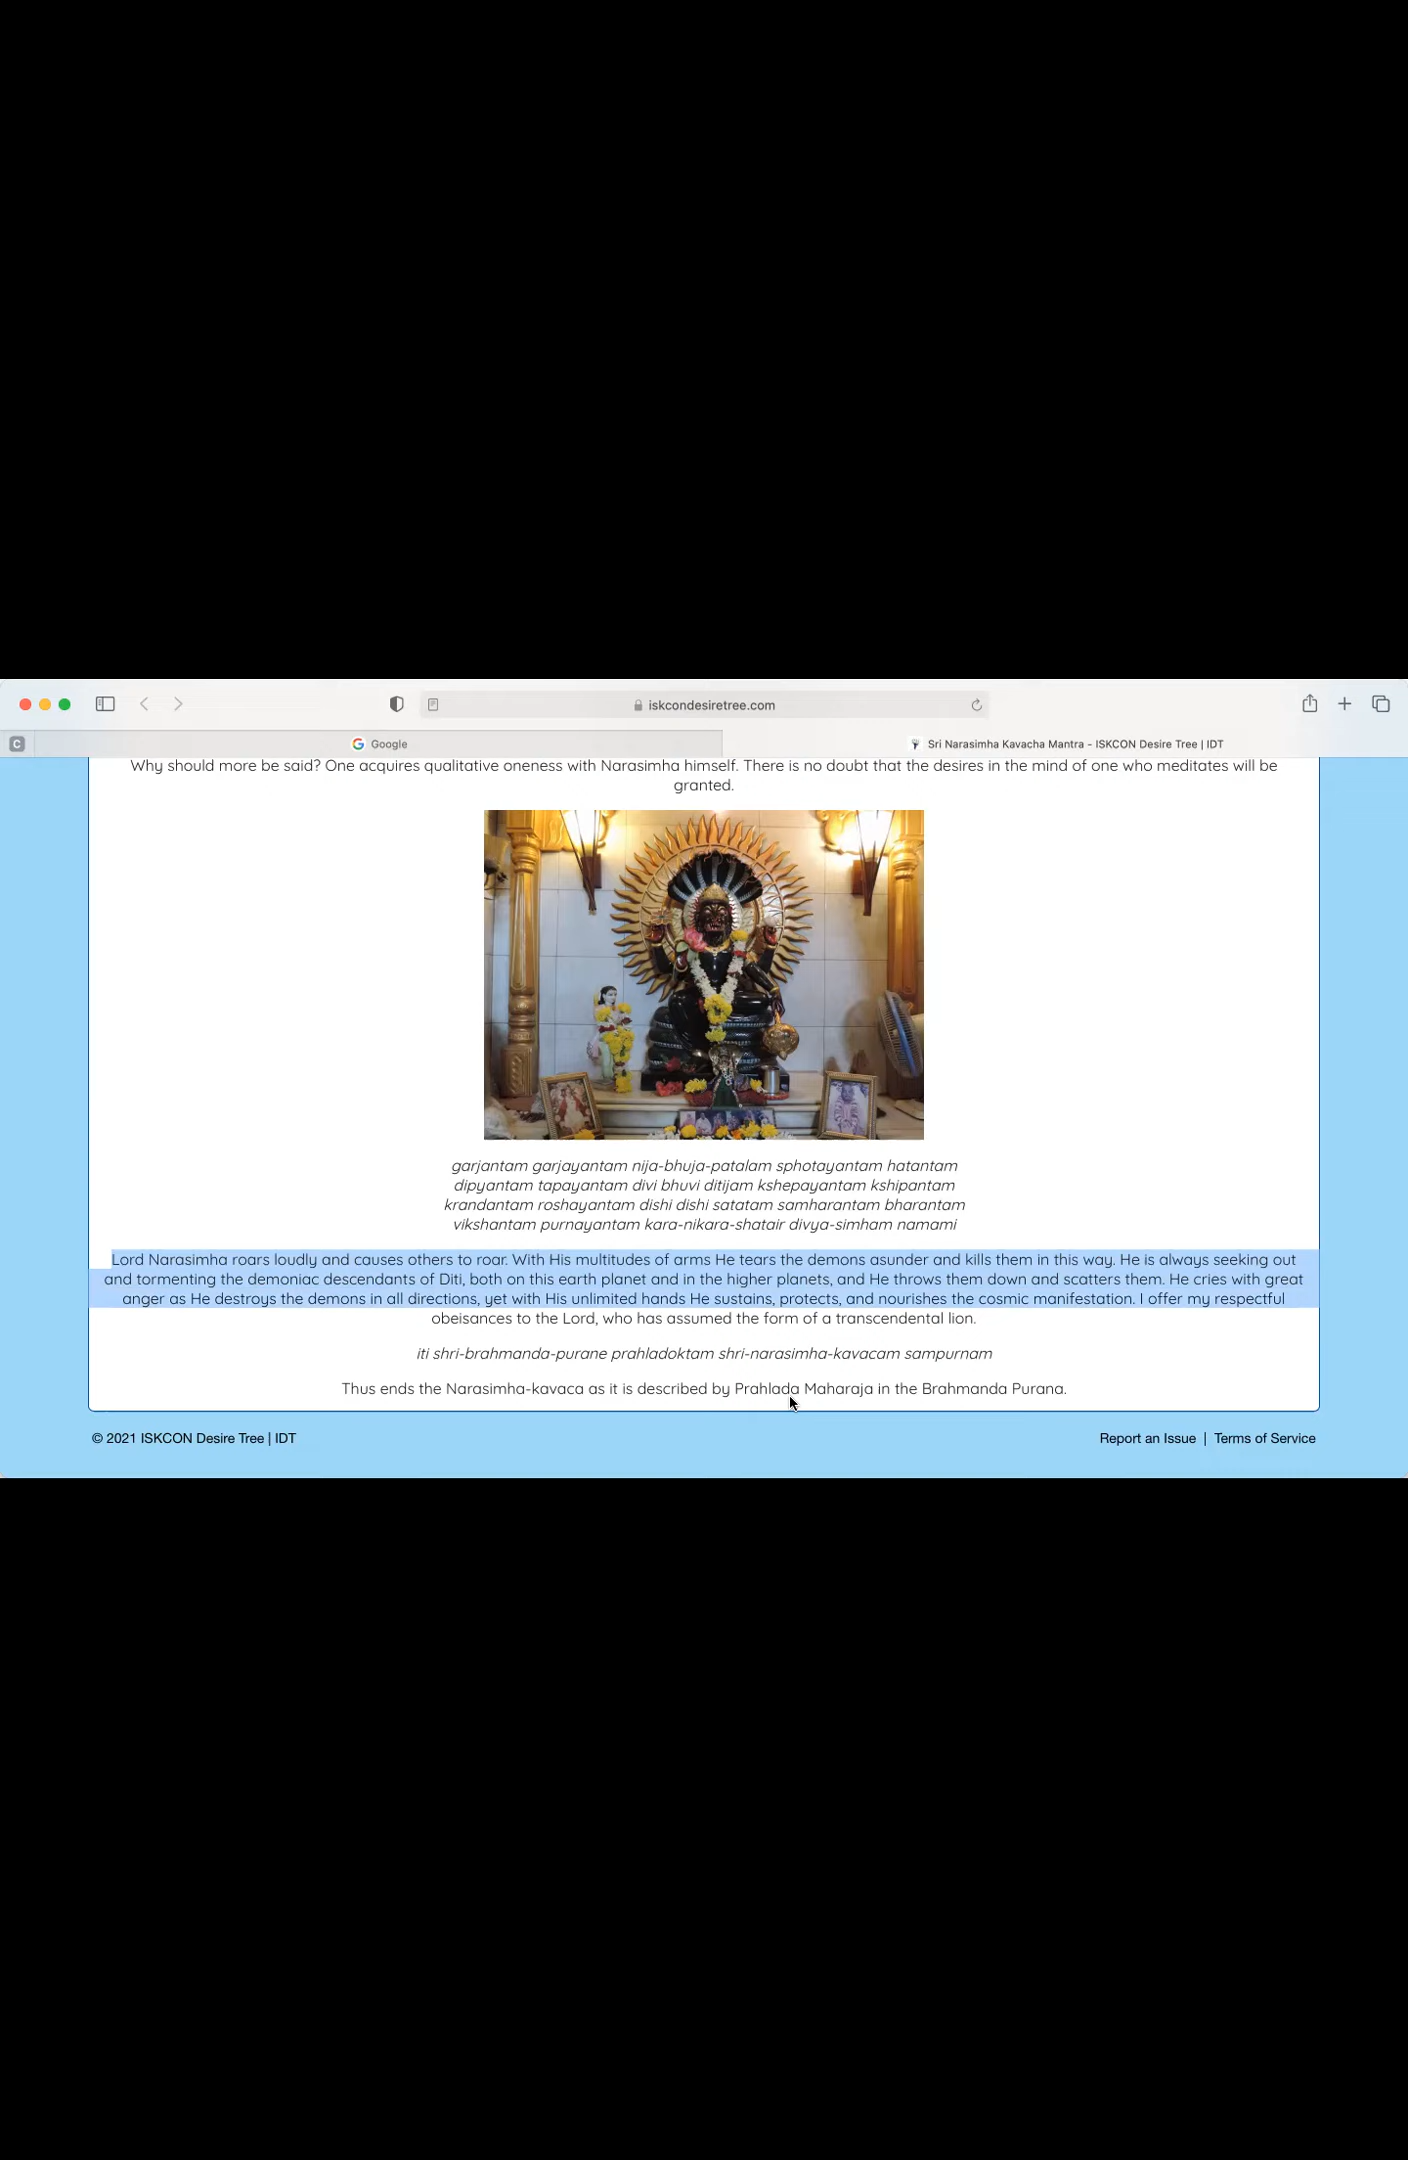 iskcondesiretree.com
C
Google
Sri Narasimha Kavacha Mantra - ISKCON Desire Tree | IDT
Why should more be said? One acquires qualitative oneness with Narasimha himself. There is no doubt that the desires in the mind of one who meditates will be
granted.
garjantam garjayantam nija-bhuja-patalam sphotayantam hatantam
dipyantam tapayantam divi bhuvi ditijam kshepayantam kshipantam
krandantam roshayantam dishi dishi satatam samharantam bharantam
vikshantam purnayantam kara-nikara-shatair divya-simham namami
Lord Narasimha roars loudly and causes others to roar. With His multitudes of arms He tears the demons asunder and kills them in this way. He is always seeking out
and tormenting the demoniac descendants of Diti, both on this earth planet and in the higher planets, and He throws them down and scatters them. He cries with great
anger as He destroys the demons in all directions, yet with His unlimited hands He sustains, protects, and nourishes the cosmic manifestation. I offer my respectful
obeisances to the Lord, who has assumed the form of a transcendental lion.
iti shri-brahmanda-purane prahladoktam shri-narasimha-kavacam sampurnam
Thus ends the Narasimha-kavaca as it is described by Prahlada Maharaja in the Brahmanda Purana.
© 2021 ISKCON Desire Tree | IDT
Report an Issue | Terms of Service